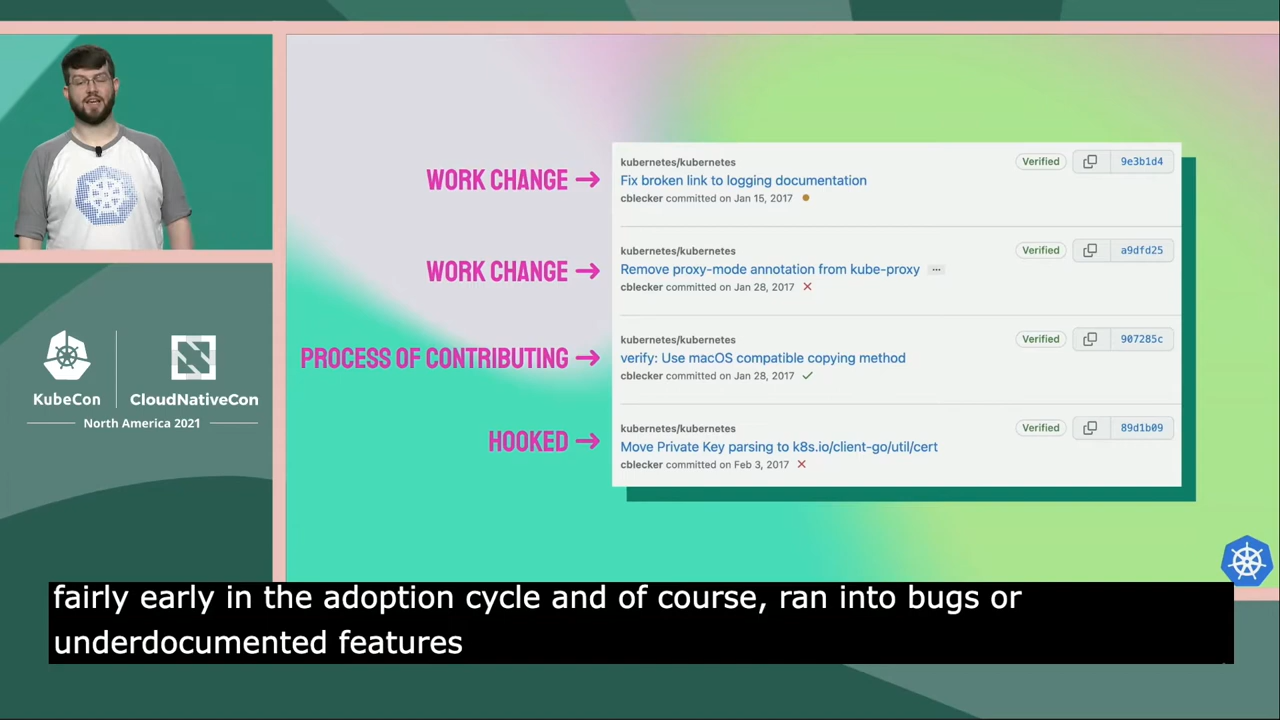 WORK CHANGE →
kubernetes/kubernetes
Fix broken link to logging documentation
cblecker committed on Jan 15, 2017
Verified
9e3b1d4
WORK CHANGE →
kubernetes/kubernetes
Remove proxy-mode annotation from kube-proxy ...
cblecker committed on Jan 28, 2017 ×
Verified
a9dfd25
PROCESS OF CONTRIBUTING →
kubernetes/kubernetes
verify: Use macOS compatible copying method
cblecker committed on Jan 28, 2017 ✓
Verified
907285c
HOOKED →
kubernetes/kubernetes
Move Private Key parsing to k8s.io/client-go/util/cert
cblecker committed on Feb 3, 2017 ×
Verified
89d1b09
KubeCon
CloudNativeCon
North America 2021
fairly early in the adoption cycle and of course, ran into bugs or
underdocumented features